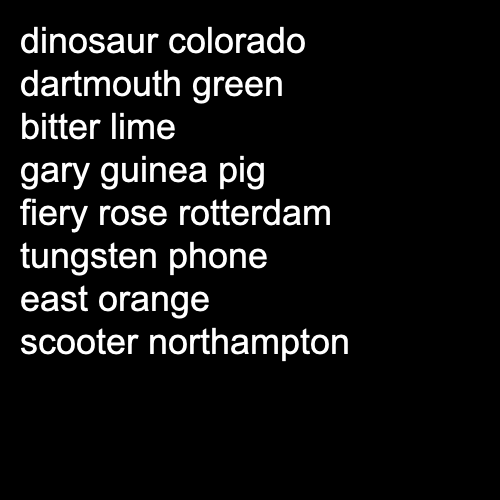 dinosaur colorado
dartmouth green
bitter lime
gary guinea pig
fiery rose rotterdam
tungsten phone
east orange
scooter northampton